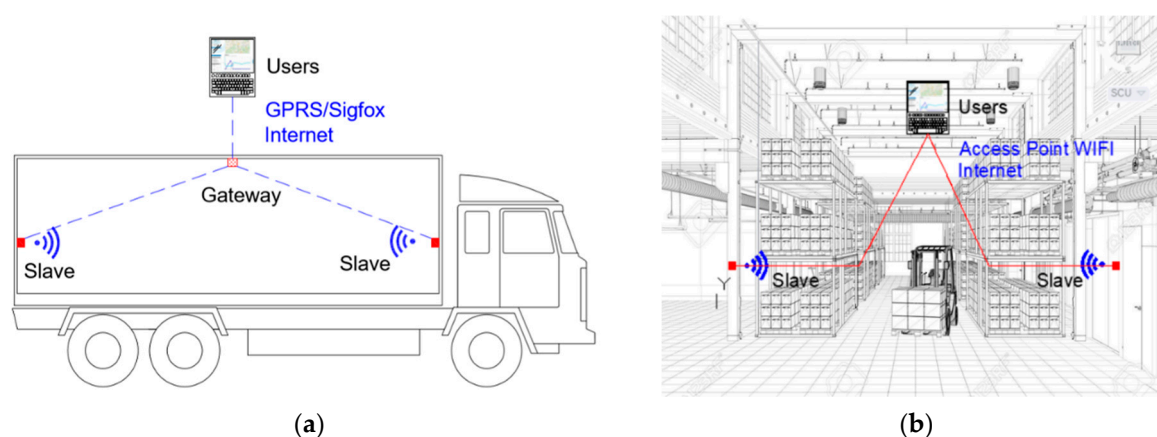 Users
GPRS/Sigfox
Internet
Gateway
Slave
Slave
(a)
SCU
Users
Access Point WIFI
Internet
Slave
Slave
Y
(b)